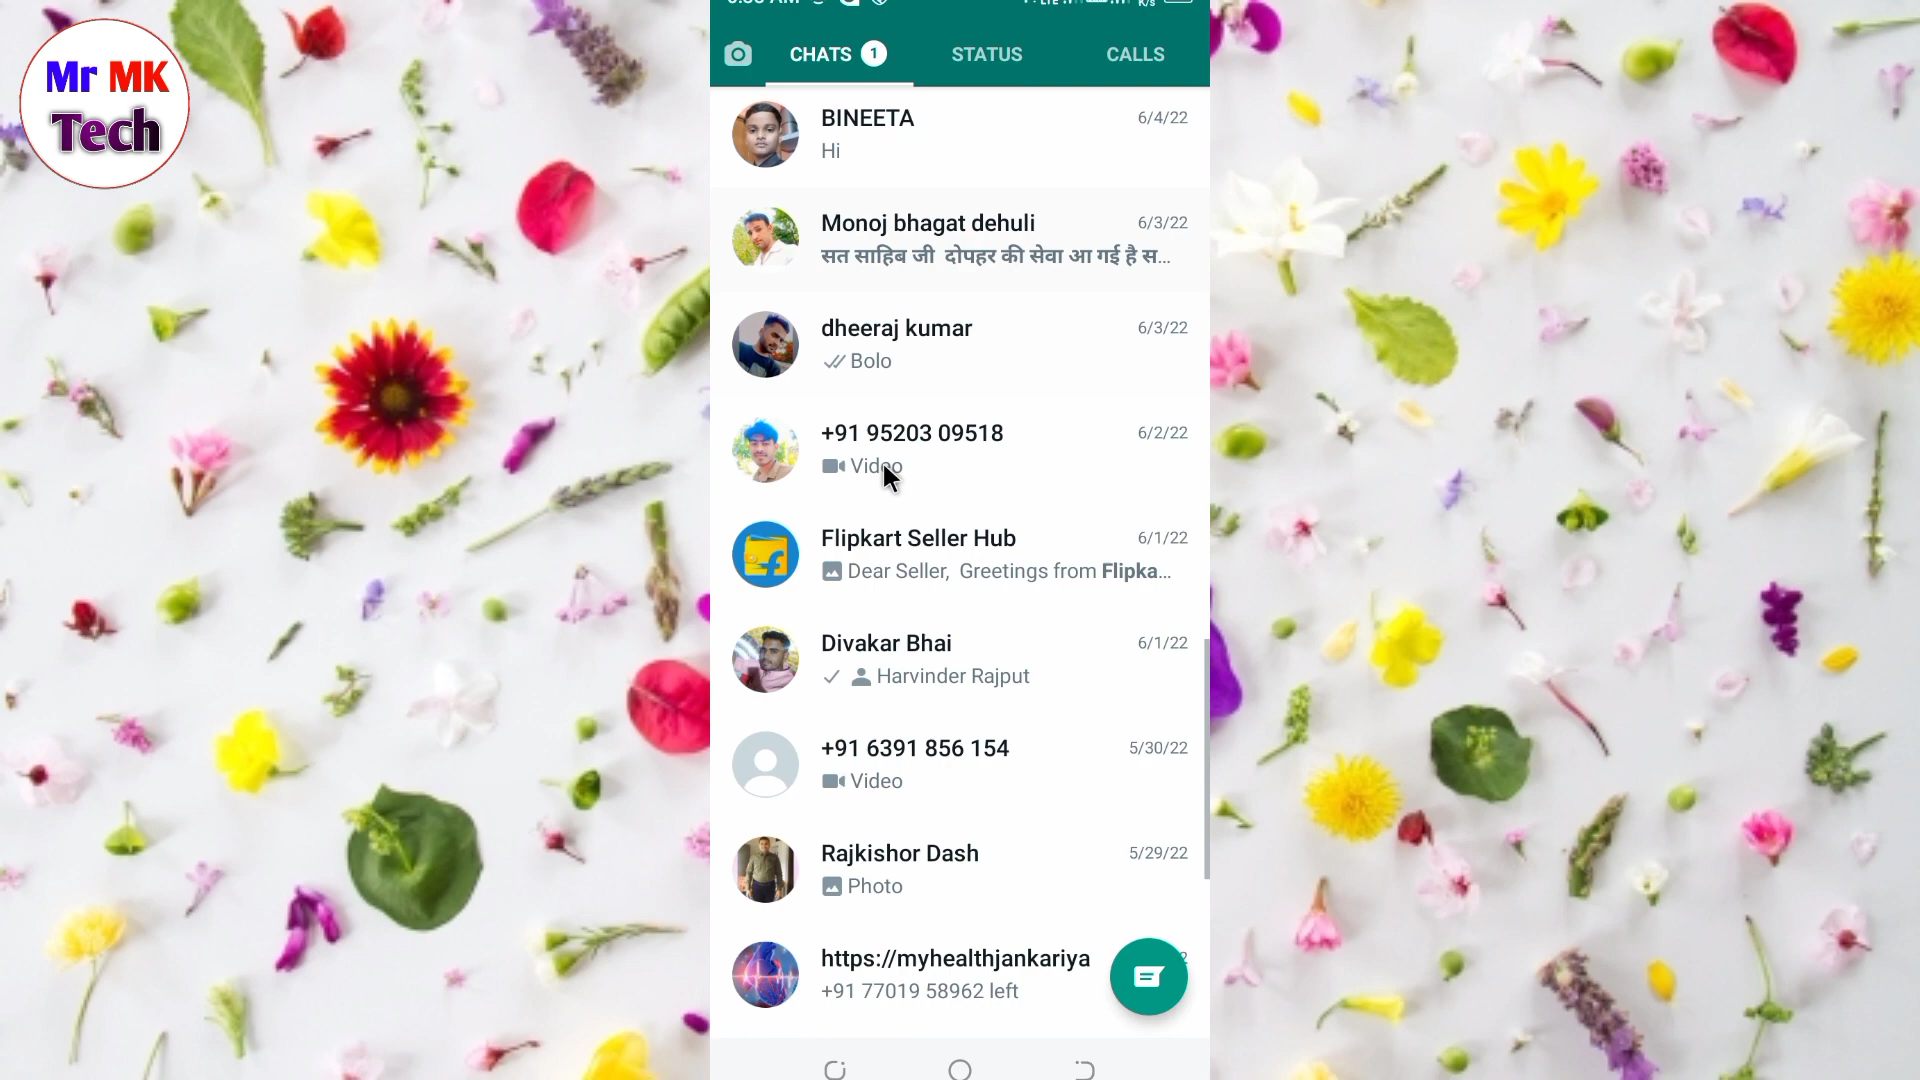 Mr MK
Tech
CHATS 1
STATUS
CALLS
BINEETA
6/4/22
Hi
Monoj bhagat dehuli
6/3/22
सत साहिब जी दोपहर की सेवा आ गई है स...
dheeraj kumar
6/3/22
Bolo
+91 95203 09518
6/2/22
Video
Flipkart Seller Hub
6/1/22
Dear Seller, Greetings from Flipka...
Divakar Bhai
6/1/22
Harvinder Rajput
+91 6391 856 154
5/30/22
Video
Rajkishor Dash
5/29/22
Photo
https://myhealthjankariya
+91 77019 58962 left